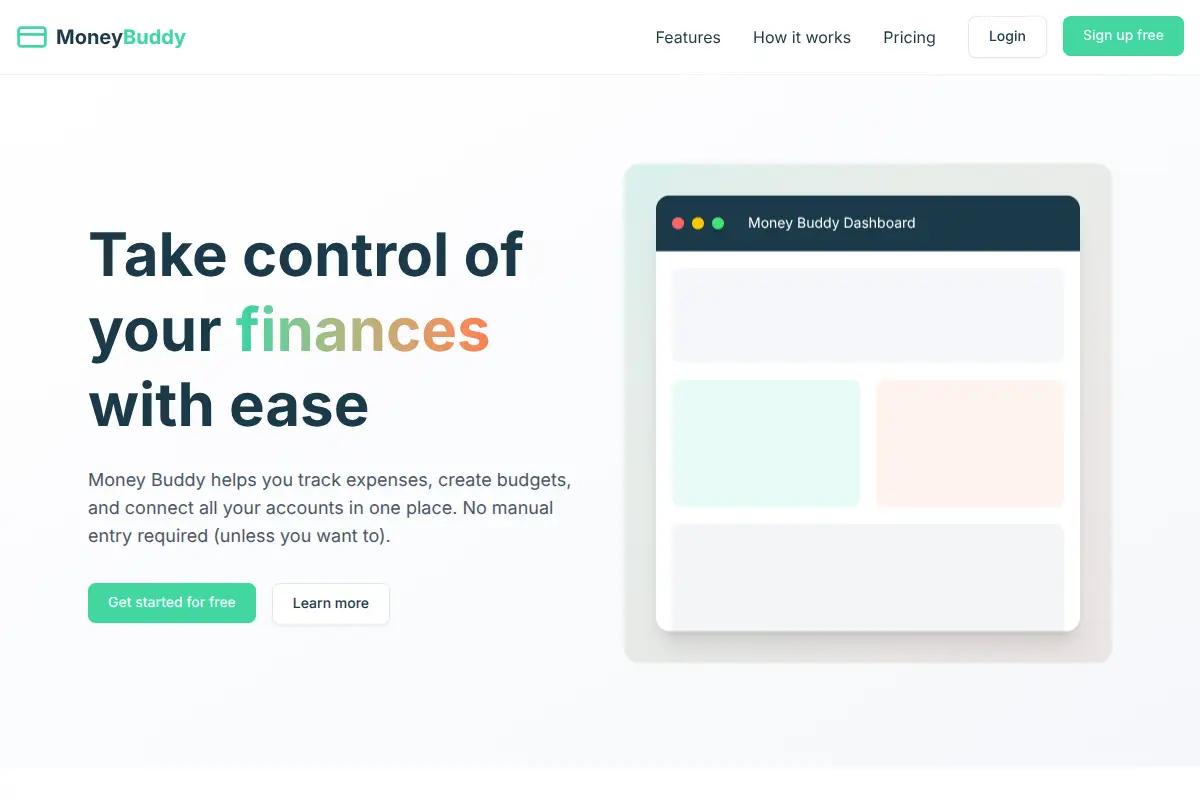 MoneyBuddy
Features
How it works
Pricing
Login
Sign up free
Take control of
your finances
with ease
Money Buddy helps you track expenses, create budgets,
and connect all your accounts in one place. No manual
entry required (unless you want to).
Get started for free
Learn more
Money Buddy Dashboard